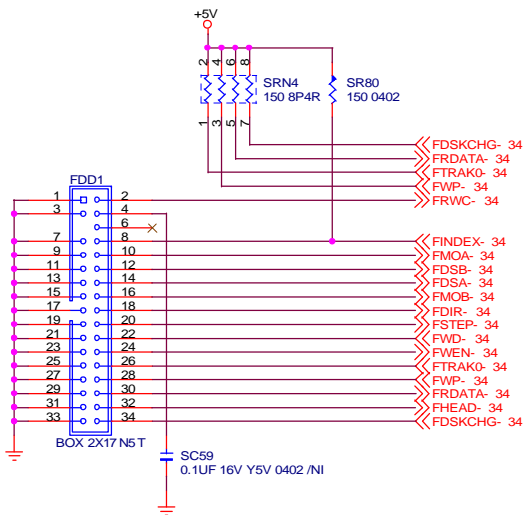 +5V
2 4 6 8
SRN4
150 8P4R
SR80
150 0402
1 3 5 7
FDSKCHG- 34
FRDATA- 34
FTRAK0- 34
FWP- 34
FRWC- 34
FDD1
1 2
3 4
6
7 8 FINDEX- 34
9 10 FMOA- 34
11 12 FDSB- 34
13 14 FDSA- 34
15 16 FMOB- 34
17 18 FDIR- 34
19 20 FSTEP- 34
21 22 FWD- 34
23 24 FWEN- 34
25 26 FTRAK0- 34
27 28 FWP- 34
29 30 FRDATA- 34
31 32 FHEAD- 34
33 34 FDSKCHG- 34
BOX 2X17 N5 T
SC59
0.1UF 16V Y5V 0402 /NI